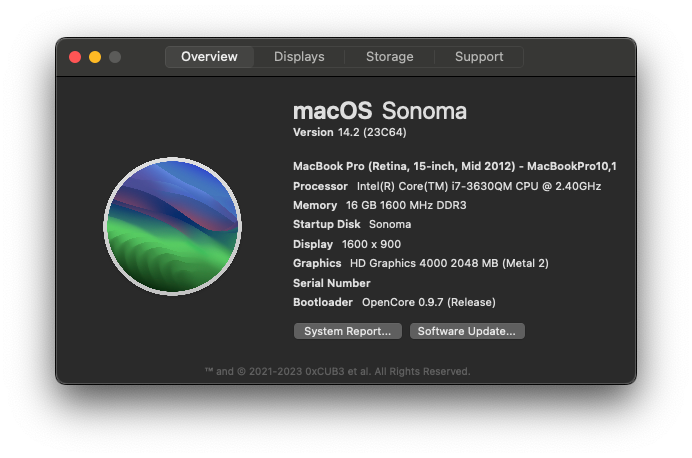 Overview Displays Storage Support
macOS Sonoma
Version 14.2 (23C64)
MacBook Pro (Retina, 15-inch, Mid 2012) - MacBookPro10,1
Processor Intel(R) Core(TM) i7-3630QM CPU @ 2.40GHz
Memory 16 GB 1600 MHz DDR3
Startup Disk Sonoma
Display 1600 x 900
Graphics HD Graphics 4000 2048 MB (Metal 2)
Serial Number
Bootloader OpenCore 0.9.7 (Release)
System Report... Software Update...
™ and © 2021-2023 0xCUB3 et al. All Rights Reserved.